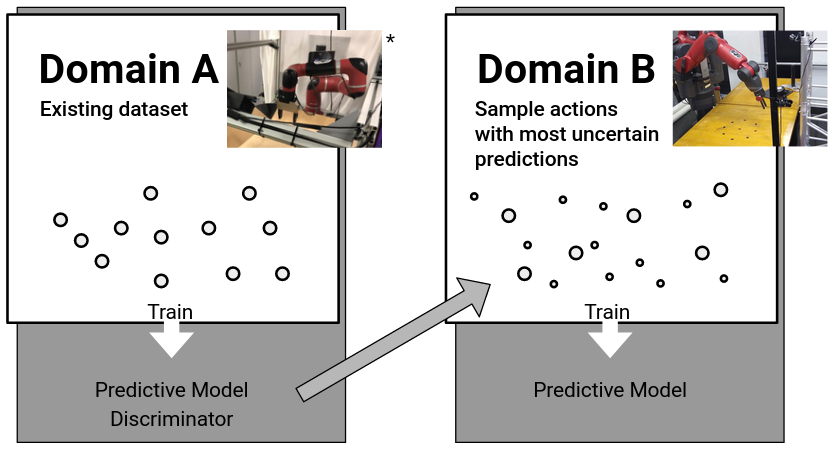 Domain A
*
Existing dataset
Train
Predictive Model
Discriminator
Domain B
Sample actions
with most uncertain
predictions
Train
Predictive Model